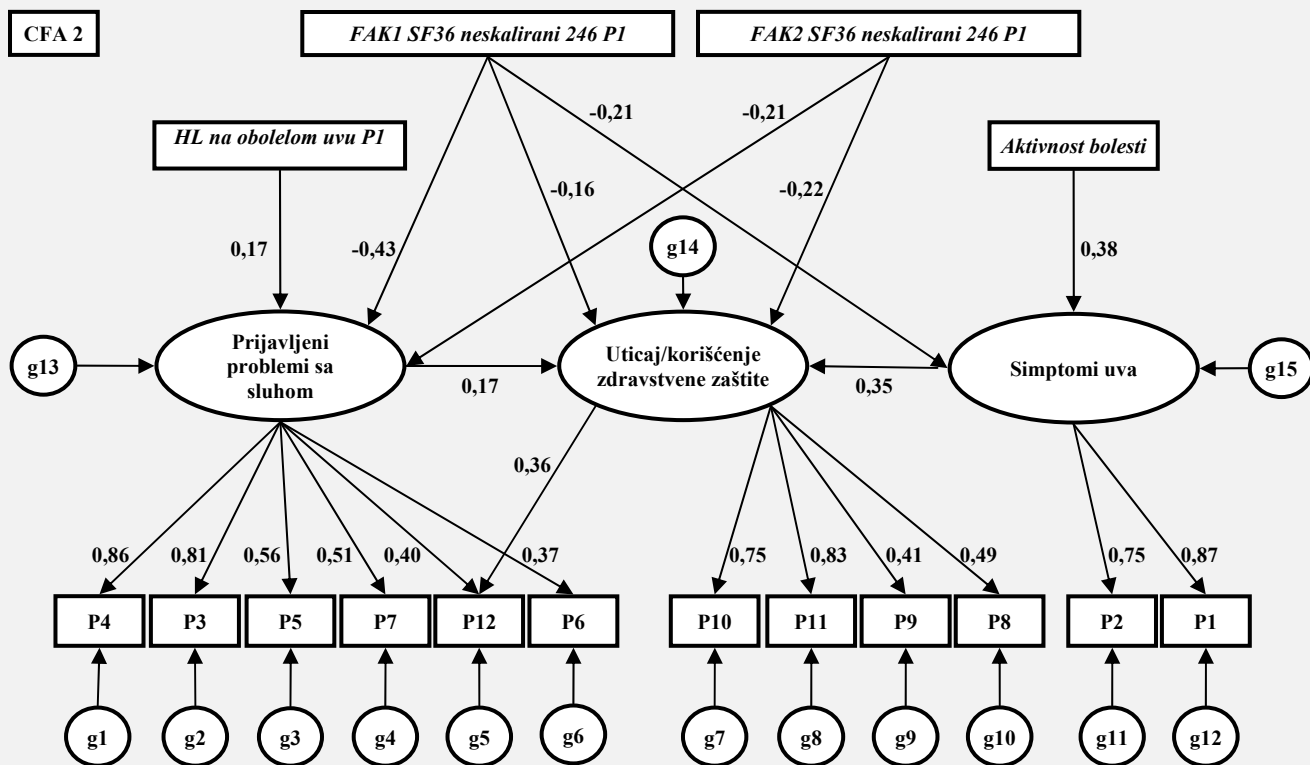 CFA 2
FAK1 SF36 neskalirani 246 P1
FAK2 SF36 neskalirani 246 P1
-0,21
-0,21
HL na obolelom uvu P1
Aktivnost bolesti
-0,16
-0,22
0,17
-0,43
g14
0,38
g13
Prijavljeni
problemi sa
sluhom
0,17
Uticaj/korišćenje
zdravstvene zaštite
0,35
Simptomi uva
g15
0,36
0,86
0,81
0,56
0,51
0,40
0,37
0,75
0,83
0,41
0,49
0,75
0,87
P4
P3
P5
P7
P12
P6
P10
P11
P9
P8
P2
P1
g1
g2
g3
g4
g5
g6
g7
g8
g9
g10
g11
g12